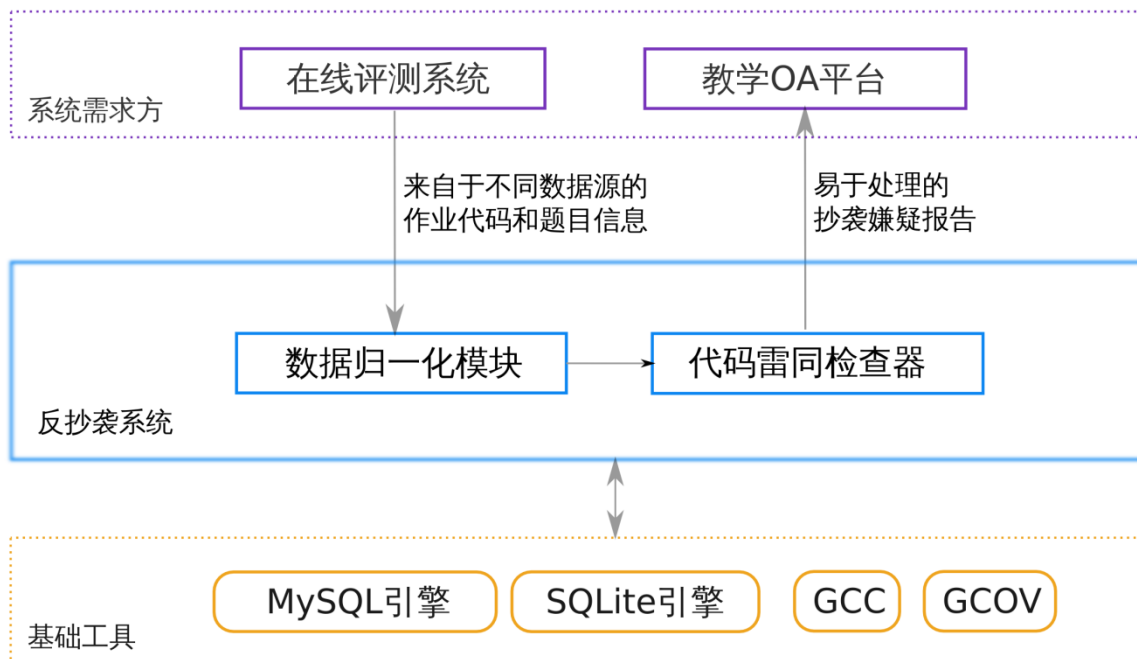 在线评测系统
教学OA平台
系统需求方
来自于不同数据源的
作业代码和题目信息
易于处理的
抄袭嫌疑报告
数据归一化模块
代码雷同检查器
反抄袭系统
MySQL引擎
SQLite引擎
GCC
GCOV
基础工具